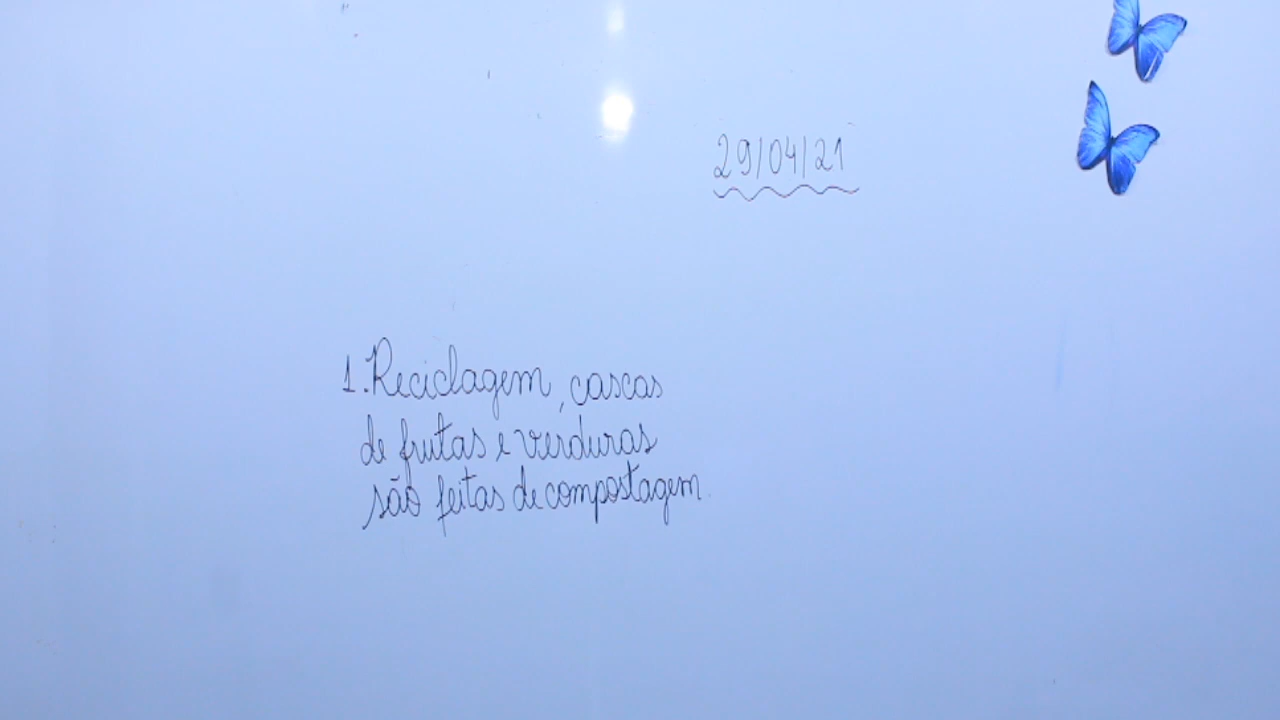 29/04/21
1. Reciclagem, cascas
de frutas e verduras
são feitas de compostagem.